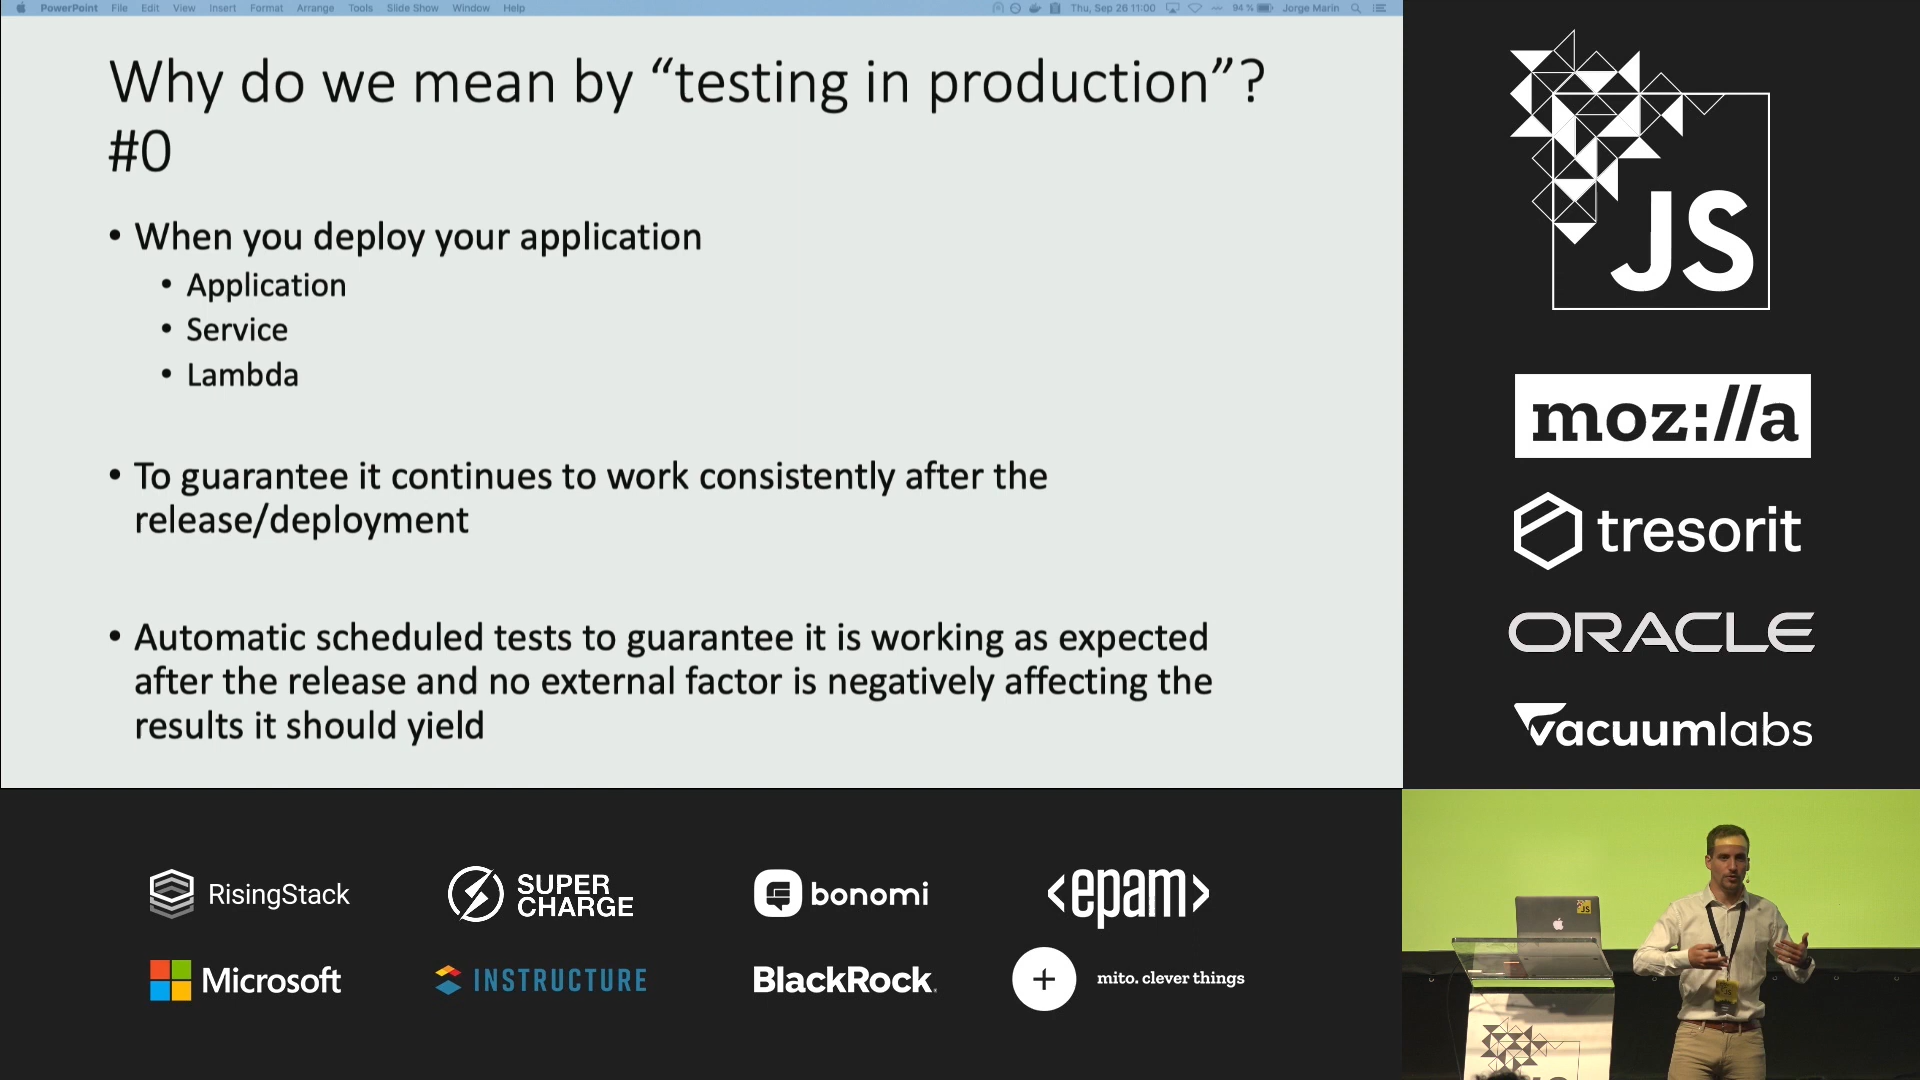 PowerPoint File Edit View Insert Format Arrange Tools Slide Show Window Help
Thu, Sep 26 11:00 94 % Jorge Marin
Why do we mean by “testing in production”?
#0
• When you deploy your application
• Application
• Service
• Lambda
• To guarantee it continues to work consistently after the
release/deployment
• Automatic scheduled tests to guarantee it is working as expected
after the release and no external factor is negatively affecting the
results it should yield
JS
moz://a
tresorit
ORACLE
vacuumlabs
RisingStack
SUPER
CHARGE
bonomi
<epam>
Microsoft
INSTRUCTURE
BlackRock.
+
mito. clever things
JS